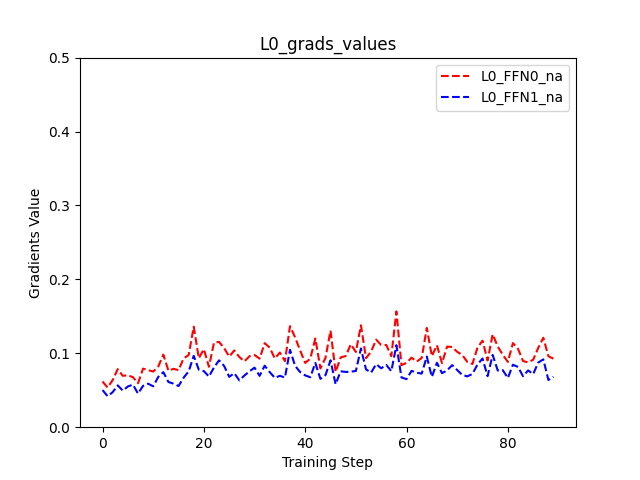 L0_grads_values
L0_FFN0_na
L0_FFN1_na
Gradients Value
0.5
0.4
0.3
0.2
0.1
0.0
0 20 40 60 80
Training Step